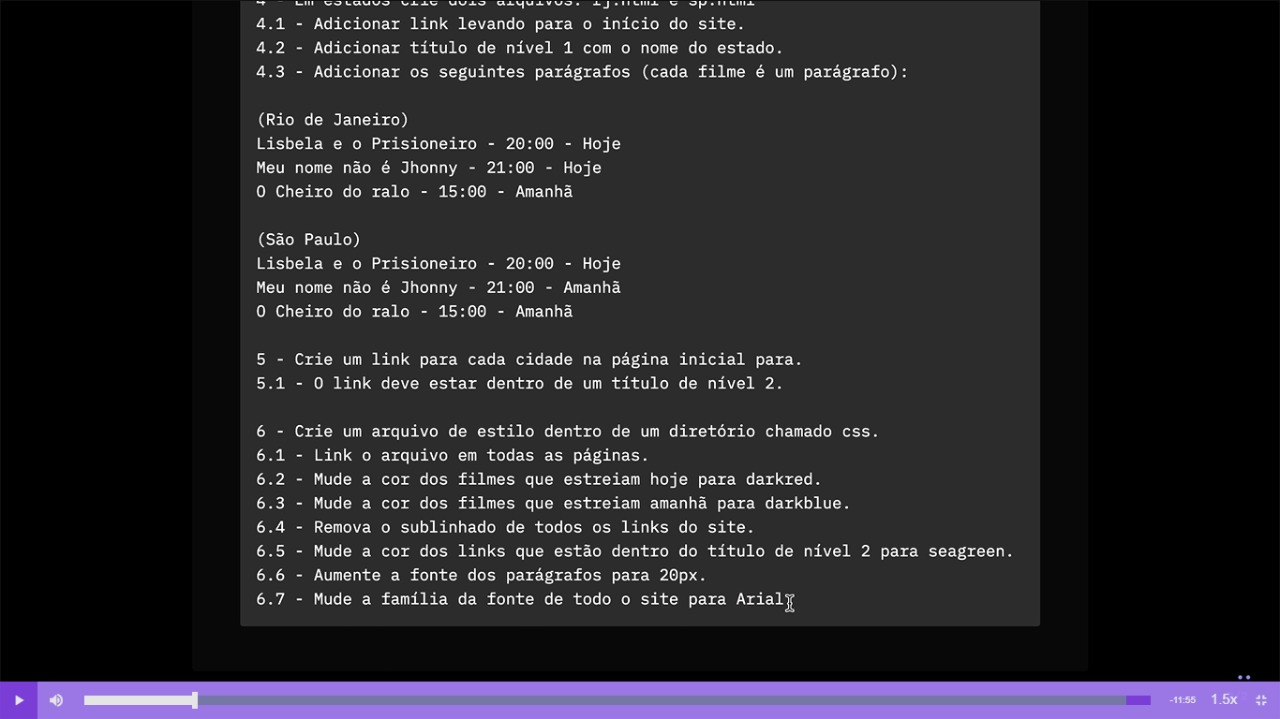 4 - Em estados crie dois arquivos: rj.html e sp.html
4.1 - Adicionar link levando para o início do site.
4.2 - Adicionar título de nível 1 com o nome do estado.
4.3 - Adicionar os seguintes parágrafos (cada filme é um parágrafo):
(Rio de Janeiro)
Lisbela e o Prisioneiro - 20:00 - Hoje
Meu nome não é Jhonny - 21:00 - Hoje
O Cheiro do ralo - 15:00 - Amanhã
(São Paulo)
Lisbela e o Prisioneiro - 20:00 - Hoje
Meu nome não é Jhonny - 21:00 - Amanhã
O Cheiro do ralo - 15:00 - Amanhã
5 - Crie um link para cada cidade na página inicial para.
5.1 - O link deve estar dentro de um título de nível 2.
6 - Crie um arquivo de estilo dentro de um diretório chamado css.
6.1 - Link o arquivo em todas as páginas.
6.2 - Mude a cor dos filmes que estreiam hoje para darkred.
6.3 - Mude a cor dos filmes que estreiam amanhã para darkblue.
6.4 - Remova o sublinhado de todos os links do site.
6.5 - Mude a cor dos links que estão dentro do título de nível 2 para seagreen.
6.6 - Aumente a fonte dos parágrafos para 20px.
6.7 - Mude a família da fonte de todo o site para Arial
-11:55
1.5x